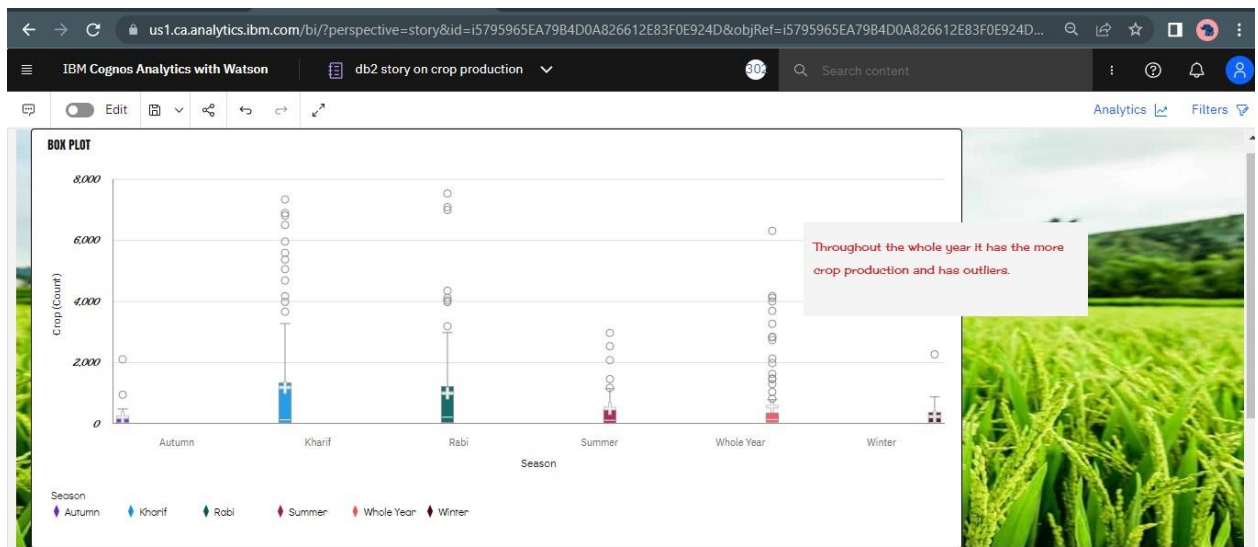 us1.ca.analytics.ibm.com/bi/?perspective=story&id=i5795965EA79B4D0A826612E83F0E924D&objRef=i5795965EA79B4D0A826612E83F0E924D...
IBM Cognos Analytics with Watson
db2 story on crop production
302
Search content
Edit
Analytics
Filters
BOX PLOT
8,000
6,000
4,000
2,000
0
Crop (Count)
Throughout the whole year it has the more
crop production and has outliers.
Autumn Kharif Rabi Summer Whole Year Winter
Season
Season
Autumn Kharif Rabi Summer Whole Year Winter